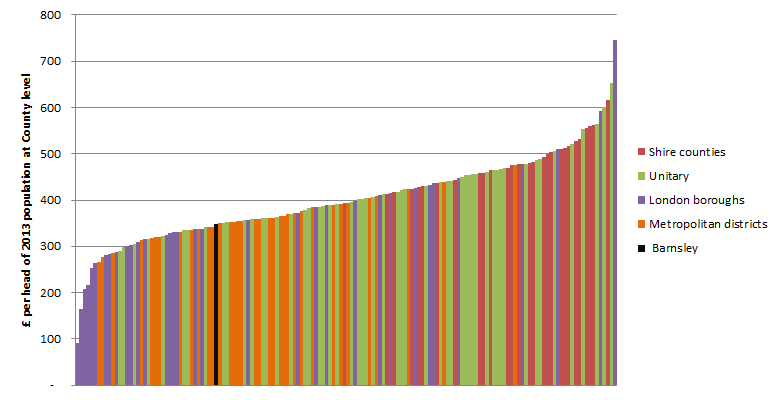 £ per head of 2013 population at County level
800
700
600
500
400
300
200
100
-
Shire counties
Unitary
London boroughs
Metropolitan districts
Barnsley